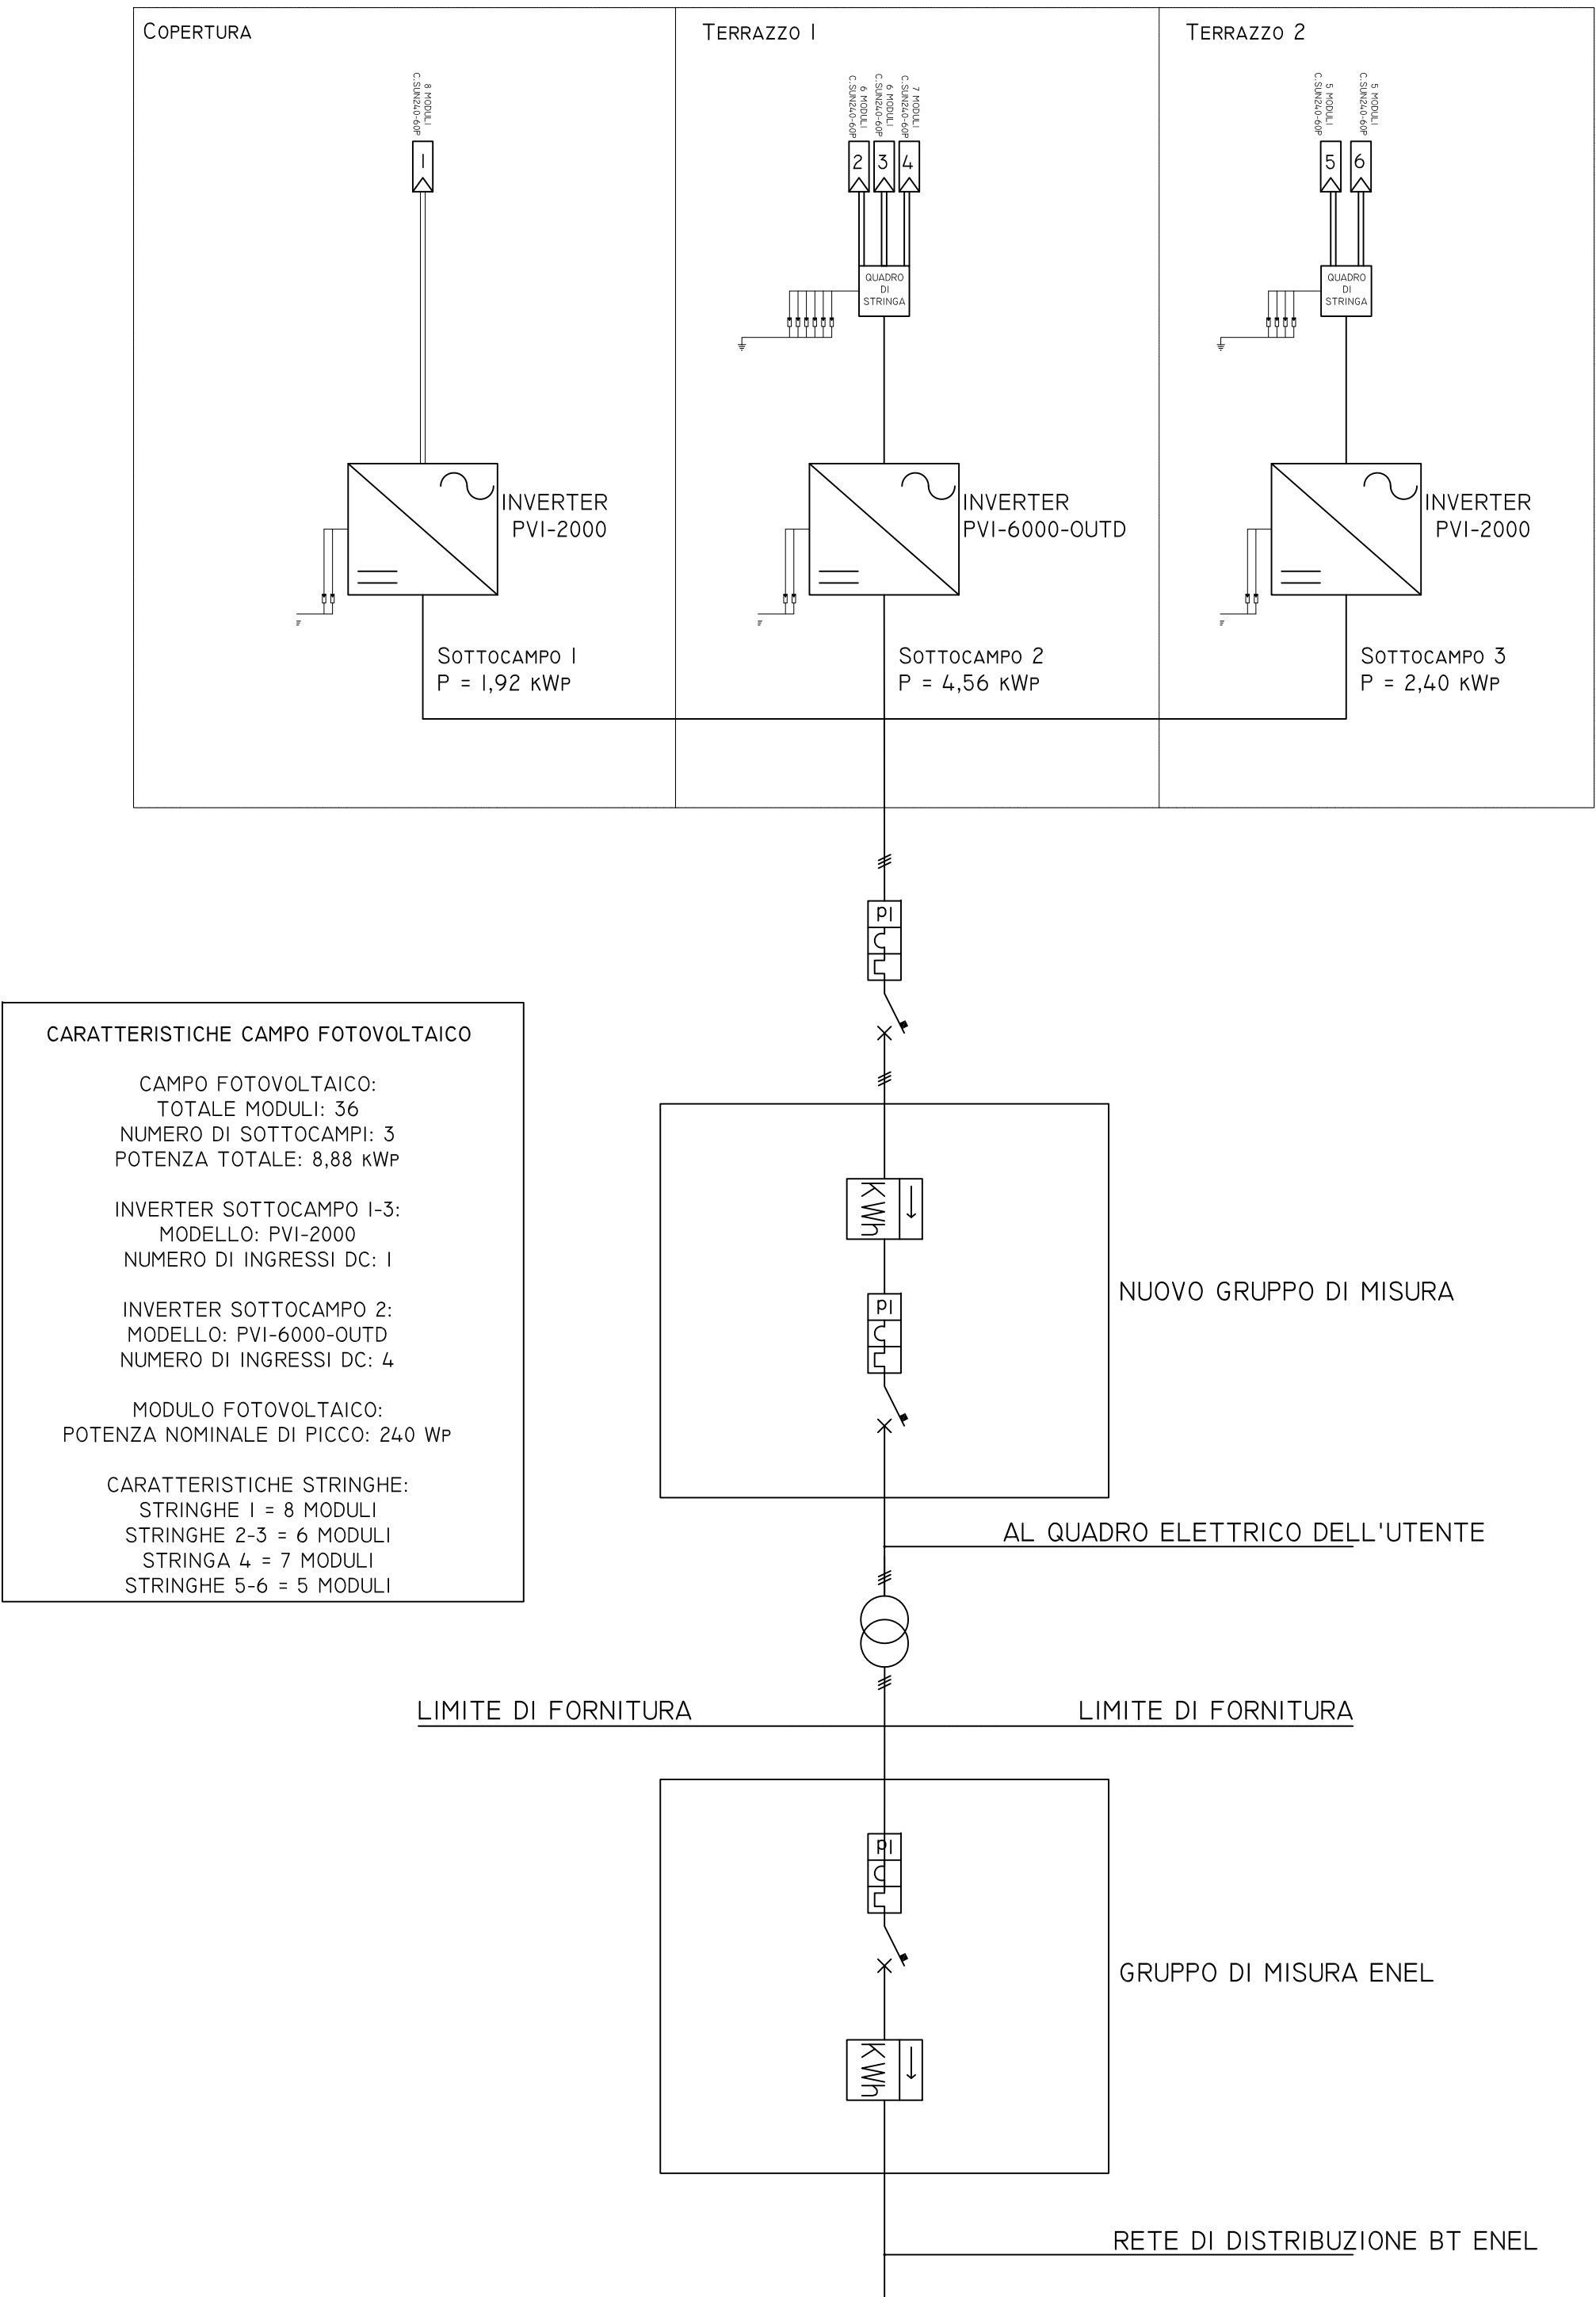 Copertura
Terrazzo 1
Terrazzo 2
8 MODULI
C.SUN240-60P
6 MODULI
C.SUN240-60P
6 MODULI
C.SUN240-60P
7 MODULI
C.SUN240-60P
5 MODULI
C.SUN240-60P
5 MODULI
C.SUN240-60P
1
2
3
4
5
6
QUADRO
DI
STRINGA
QUADRO
DI
STRINGA
INVERTER
PVI-2000
INVERTER
PVI-6000-OUTD
INVERTER
PVI-2000
Sottocampo 1
P = 1,92 kWp
Sottocampo 2
P = 4,56 kWp
Sottocampo 3
P = 2,40 kWp
Id
CARATTERISTICHE CAMPO FOTOVOLTAICO
CAMPO FOTOVOLTAICO:
TOTALE MODULI: 36
NUMERO DI SOTTOCAMPI: 3
POTENZA TOTALE: 8,88 kWp
INVERTER SOTTOCAMPO 1-3:
MODELLO: PVI-2000
NUMERO DI INGRESSI DC: 1
INVERTER SOTTOCAMPO 2:
MODELLO: PVI-6000-OUTD
NUMERO DI INGRESSI DC: 4
MODULO FOTOVOLTAICO:
POTENZA NOMINALE DI PICCO: 240 Wp
CARATTERISTICHE STRINGHE:
STRINGHE 1 = 8 MODULI
STRINGHE 2-3 = 6 MODULI
STRINGA 4 = 7 MODULI
STRINGHE 5-6 = 5 MODULI
KWh
Id
NUOVO GRUPPO DI MISURA
AL QUADRO ELETTRICO DELL'UTENTE
LIMITE DI FORNITURA
LIMITE DI FORNITURA
Id
GRUPPO DI MISURA ENEL
KWh
RETE DI DISTRIBUZIONE BT ENEL